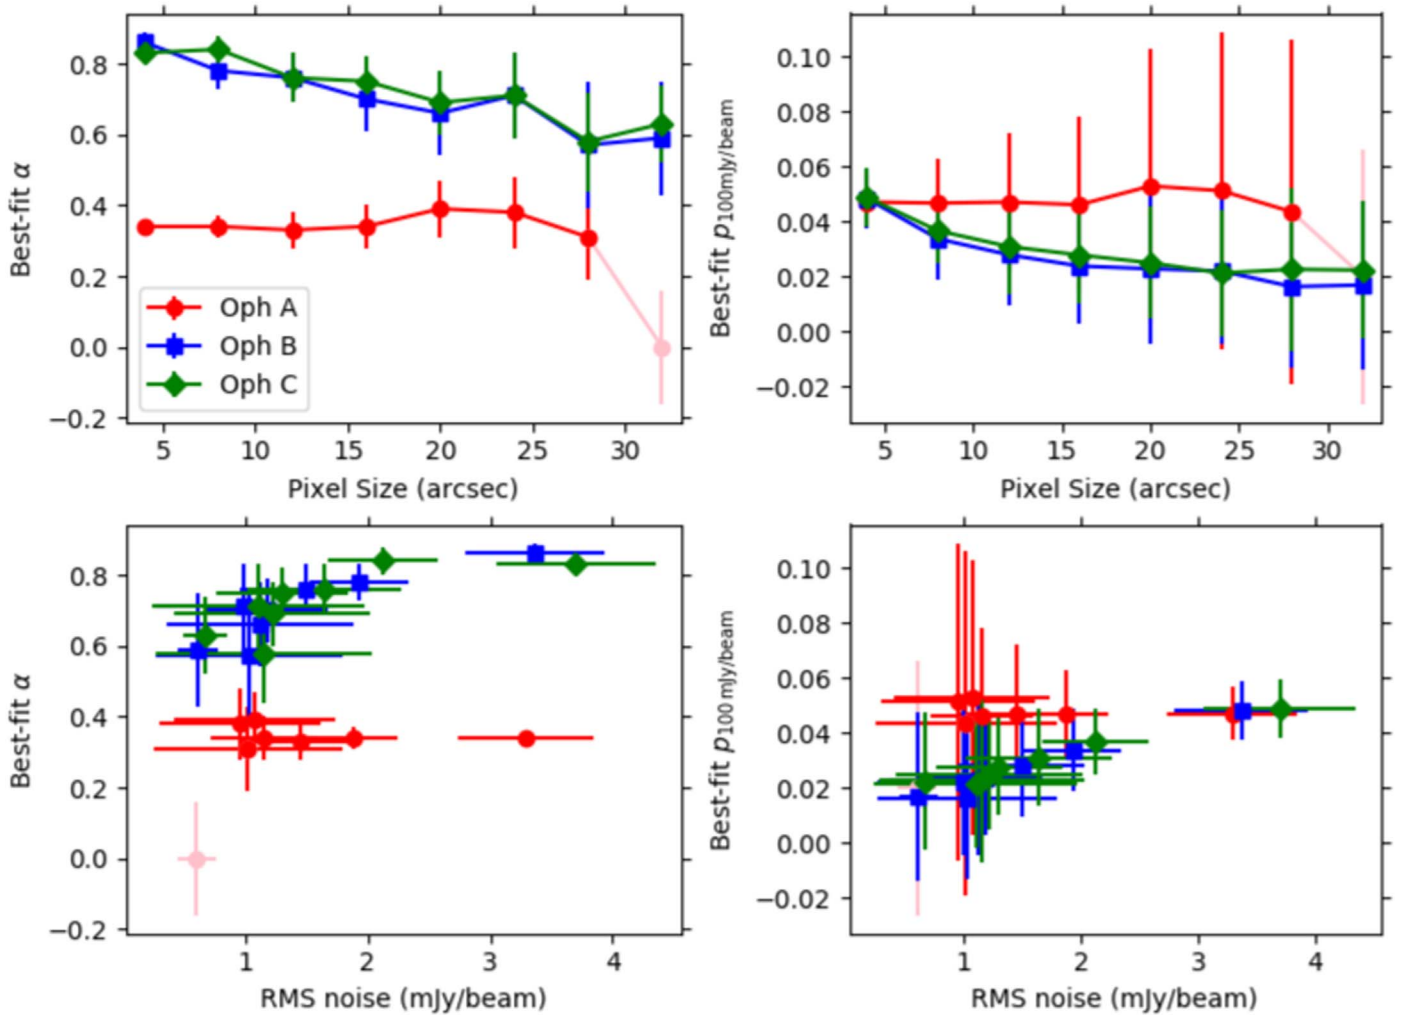 0.8
0.6
0.4
0.2
0.0
−0.2
Best-fit α
Oph A
Oph B
Oph C
5 10 15 20 25 30
Pixel Size (arcsec)
0.10
0.08
0.06
0.04
0.02
0.00
−0.02
Best-fit p100mJy/beam
5 10 15 20 25 30
Pixel Size (arcsec)
0.8
0.6
0.4
0.2
0.0
−0.2
Best-fit α
1 2 3 4
RMS noise (mJy/beam)
0.10
0.08
0.06
0.04
0.02
0.00
−0.02
Best-fit p100 mJy/beam
1 2 3 4
RMS noise (mJy/beam)